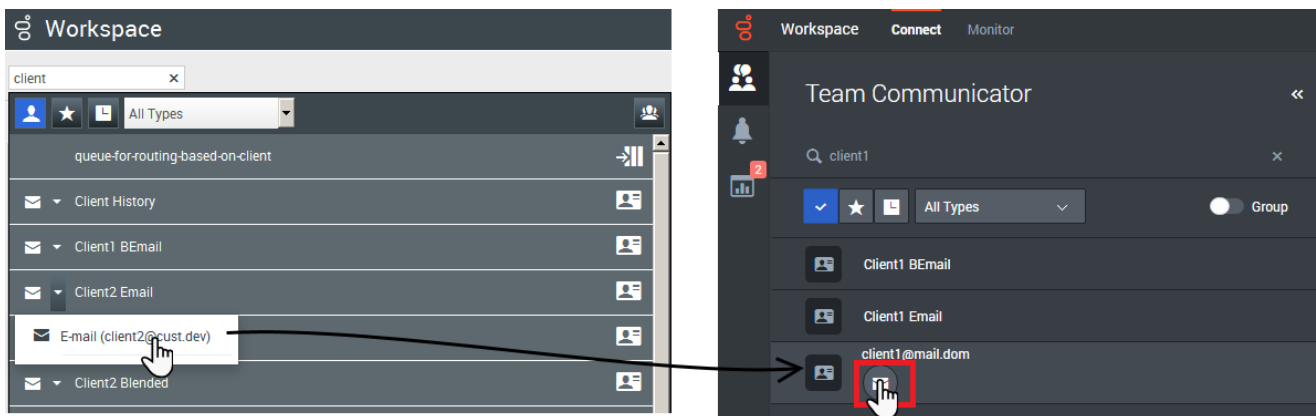 Workspace
client
All Types
queue-for-routing-based-on-client
Client History
Client1 BEmail
Client2 Email
E-mail (client2@cust.dev)
Client2 Blended
Workspace Connect Monitor
Team Communicator
client1
2
All Types Group
Client1 BEmail
Client1 Email
client1@mail.dom